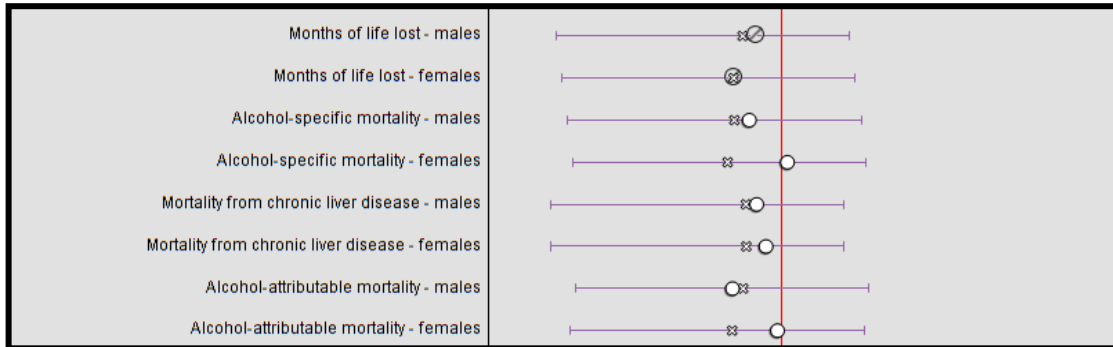 Months of life lost - males
Months of life lost - females
Alcohol-specific mortality - males
Alcohol-specific mortality - females
Mortality from chronic liver disease - males
Mortality from chronic liver disease - females
Alcohol-attributable mortality - males
Alcohol-attributable mortality - females